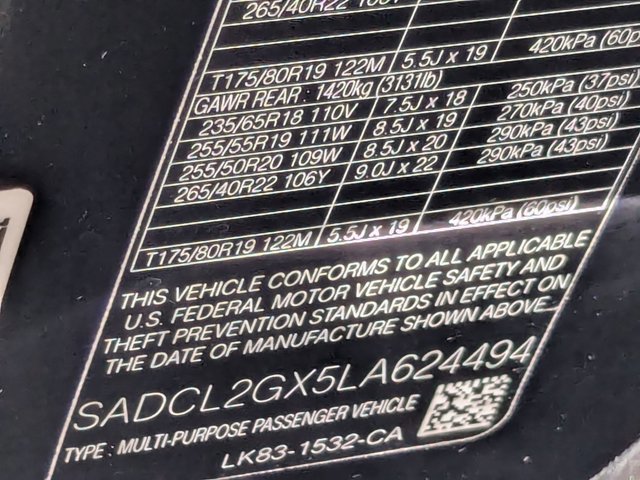 265/40R22
T175/80R19 122M 5.5J x 19 420kPa (60p
GAWR REAR : 1420kg (3131lb)
235/65R18 110V 7.5J x 18 250kPa (37psi)
255/55R19 111W 8.5J x 19 270kPa (40psi)
255/50R20 109W 8.5J x 20 290kPa (43psi)
265/40R22 106Y 9.0J x 22 290kPa (43psi)
T175/80R19 122M 5.5J x 19 420kPa (60psi)
THIS VEHICLE CONFORMS TO ALL APPLICABLE
U.S. FEDERAL MOTOR VEHICLE SAFETY AND
THEFT PREVENTION STANDARDS IN EFFECT ON
THE DATE OF MANUFACTURE SHOWN ABOVE
SADCL2GX5LA624494
TYPE : MULTI-PURPOSE PASSENGER VEHICLE
LK83-1532-CA